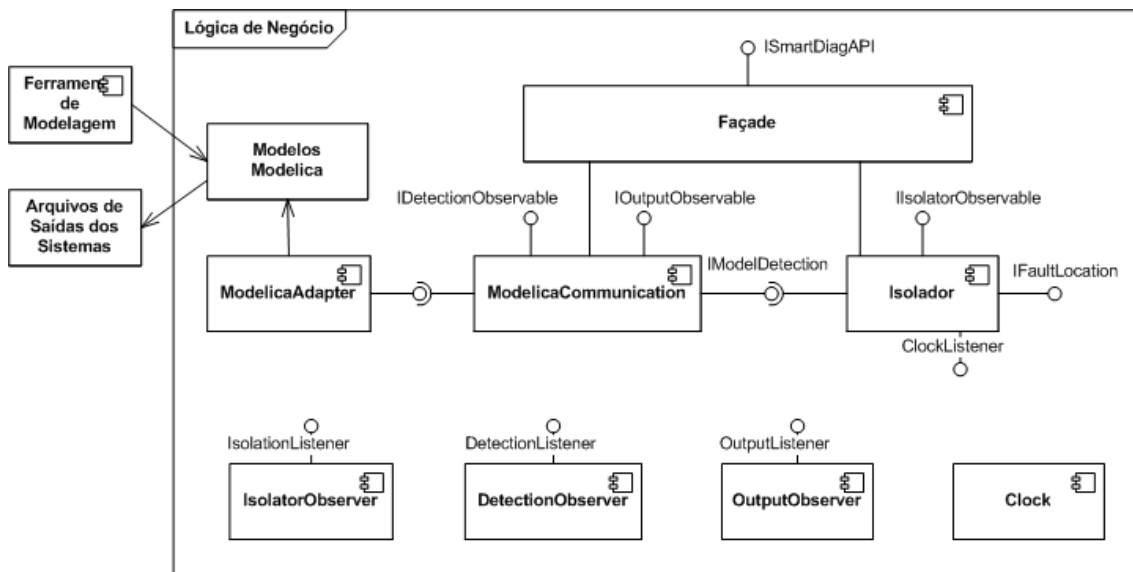 Lógica de Negócio
ISmartDiagAPI
Ferramen
de
Modelagem
Façade
Modelos
Modelica
Arquivos de
Saídas dos
Sistemas
IDetectionObservable
IOutputObservable
IIsolatorObservable
IModelDetection
IFaultLocation
ModelicaAdapter
ModelicaCommunication
Isolador
ClockListener
IsolationListener
DetectionListener
OutputListener
IsolatorObserver
DetectionObserver
OutputObserver
Clock